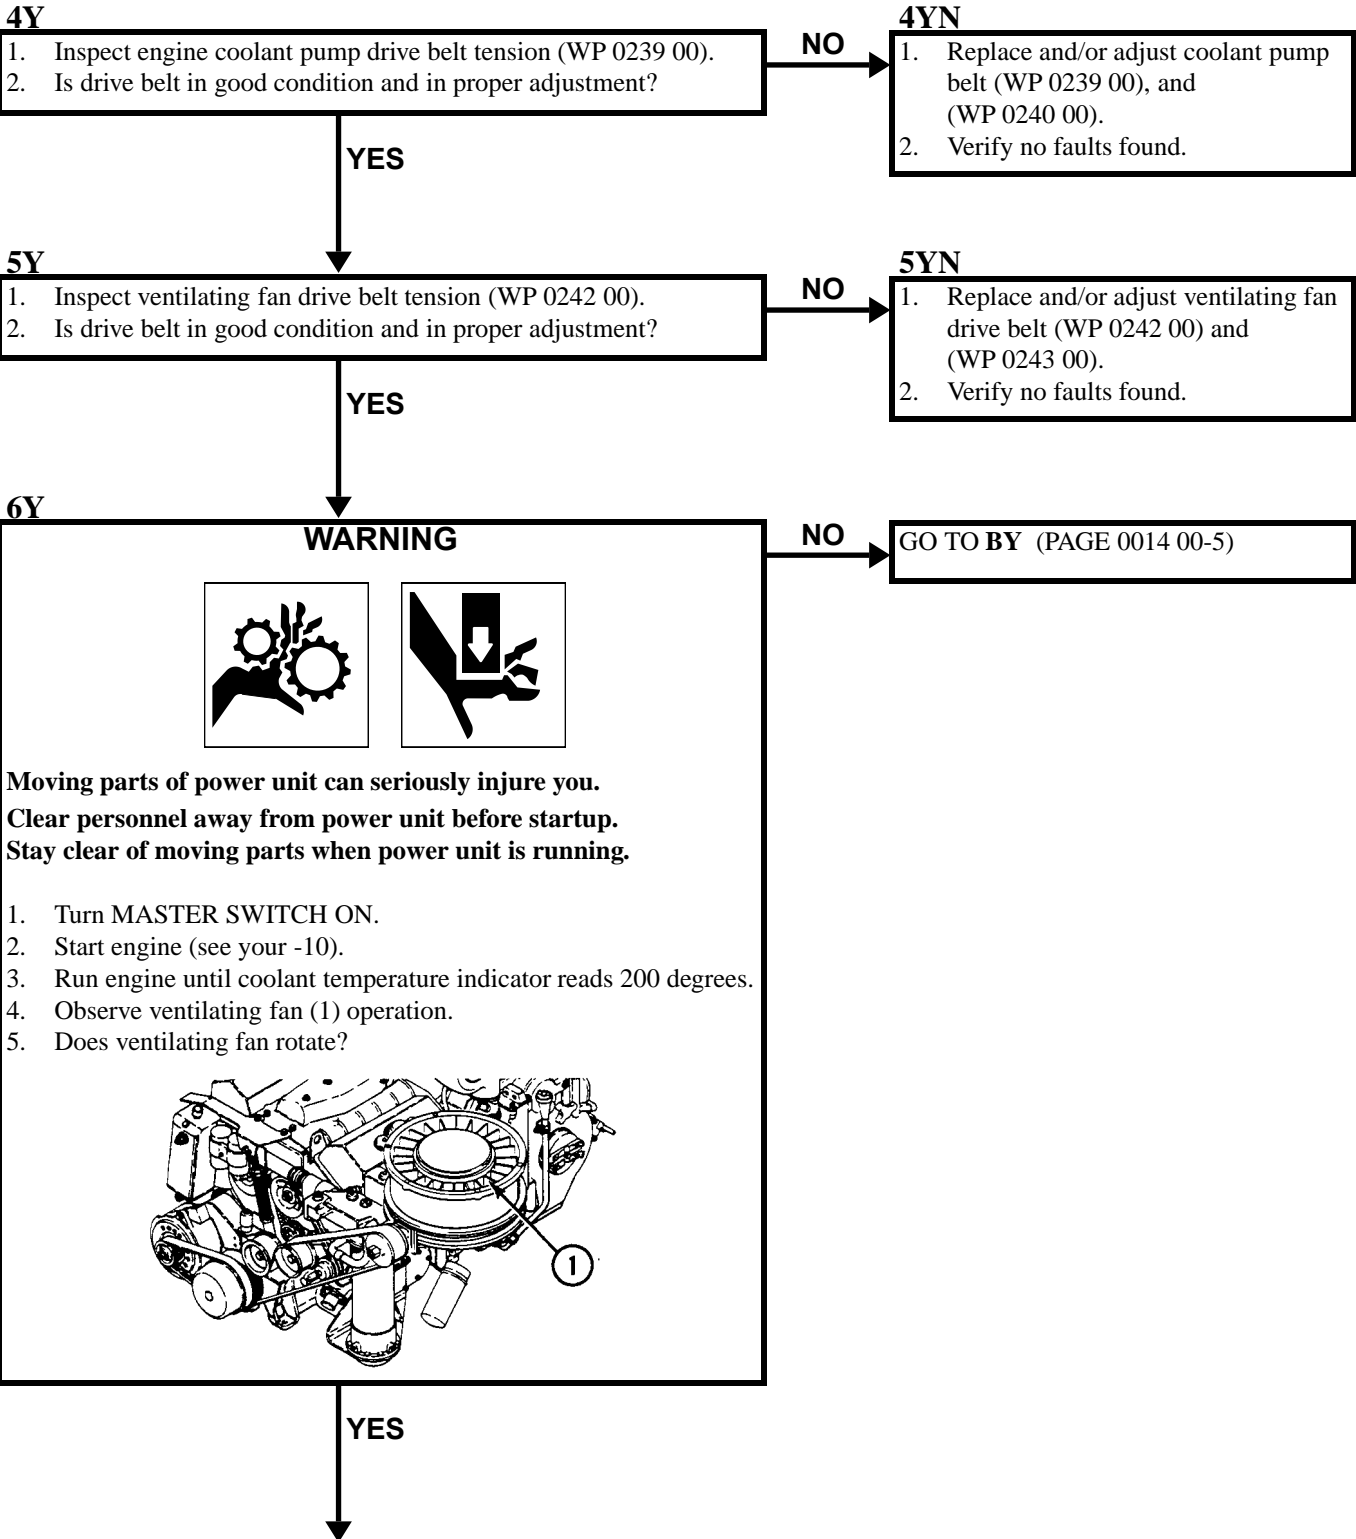 4Y
1. Inspect engine coolant pump drive belt tension (WP 0239 00).
2. Is drive belt in good condition and in proper adjustment?
NO
4YN
1. Replace and/or adjust coolant pump
belt (WP 0239 00), and
(WP 0240 00).
2. Verify no faults found.
YES
5Y
1. Inspect ventilating fan drive belt tension (WP 0242 00).
2. Is drive belt in good condition and in proper adjustment?
NO
5YN
1. Replace and/or adjust ventilating fan
drive belt (WP 0242 00) and
(WP 0243 00).
2. Verify no faults found.
YES
6Y
WARNING
NO
GO TO BY (PAGE 0014 00-5)
Moving parts of power unit can seriously injure you.
Clear personnel away from power unit before startup.
Stay clear of moving parts when power unit is running.
1. Turn MASTER SWITCH ON.
2. Start engine (see your -10).
3. Run engine until coolant temperature indicator reads 200 degrees.
4. Observe ventilating fan (1) operation.
5. Does ventilating fan rotate?
1
YES